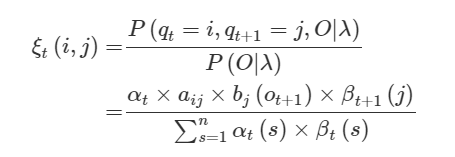 ξ_t (i, j) = P (q_t = i, q_{t+1} = j, O|λ) / P (O|λ)
= α_t × a_{ij} × b_j (o_{t+1}) × β_{t+1} (j) / ∑_{s=1}^{n} α_t (s) × β_t (s)